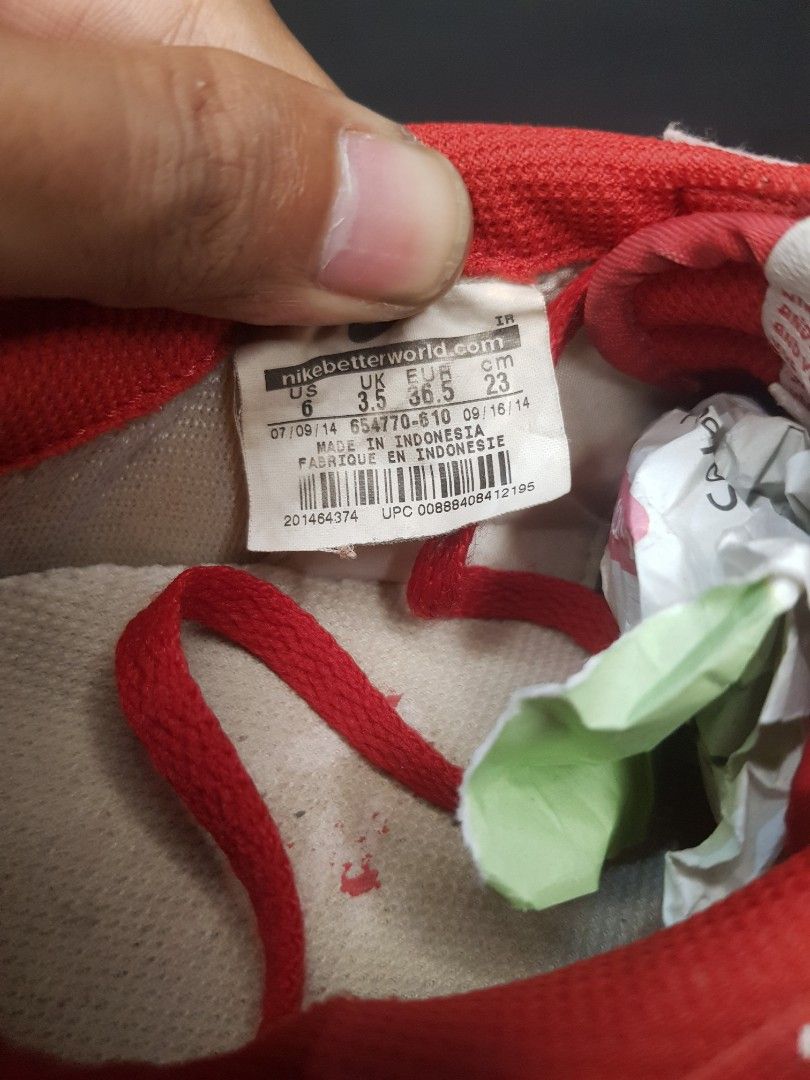 IR
nikebetterworld.com
US UK EUR cm
6 3.5 36.5 23
07/09/14 654770-610 09/16/14
MADE IN INDONESIA
FABRIQUE EN INDONESIE
201464374 UPC 00888408412195